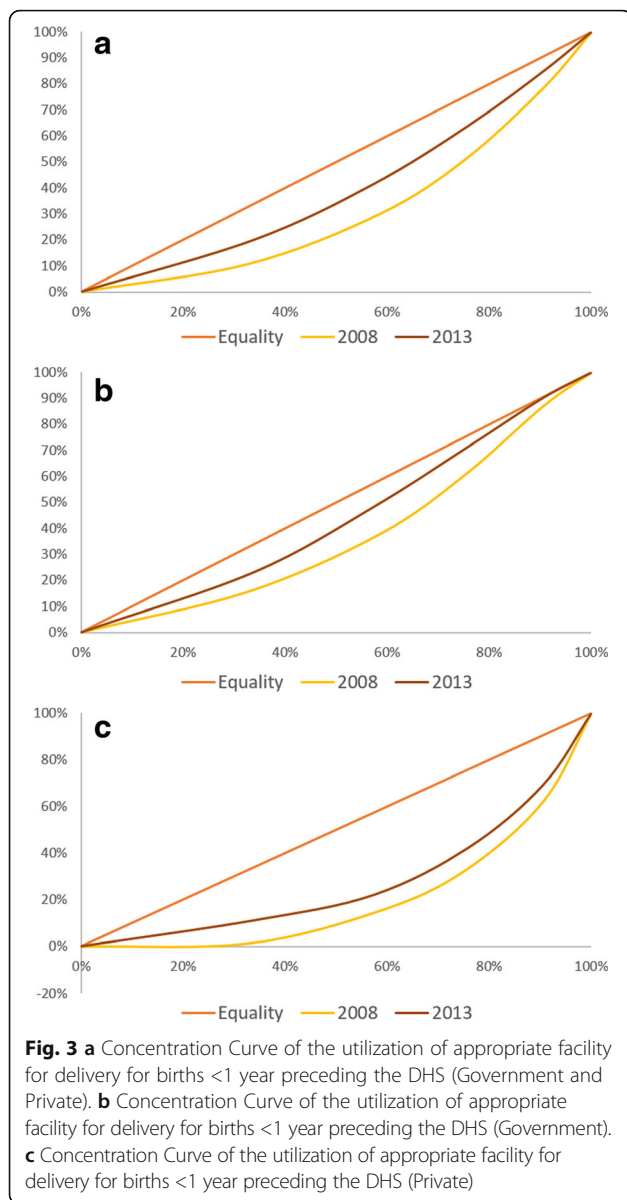 a
100%
90%
80%
70%
60%
50%
40%
30%
20%
10%
0%
0% 20% 40% 60% 80% 100%
Equality 2008 2013
b
100%
90%
80%
70%
60%
50%
40%
30%
20%
10%
0%
0% 20% 40% 60% 80% 100%
Equality 2008 2013
c
100%
80%
60%
40%
20%
0%
-20%
0% 20% 40% 60% 80% 100%
Equality 2008 2013
Fig. 3 a Concentration Curve of the utilization of appropriate facility
for delivery for births <1 year preceding the DHS (Government and
Private). b Concentration Curve of the utilization of appropriate
facility for delivery for births <1 year preceding the DHS (Government).
c Concentration Curve of the utilization of appropriate facility for
delivery for births <1 year preceding the DHS (Private)